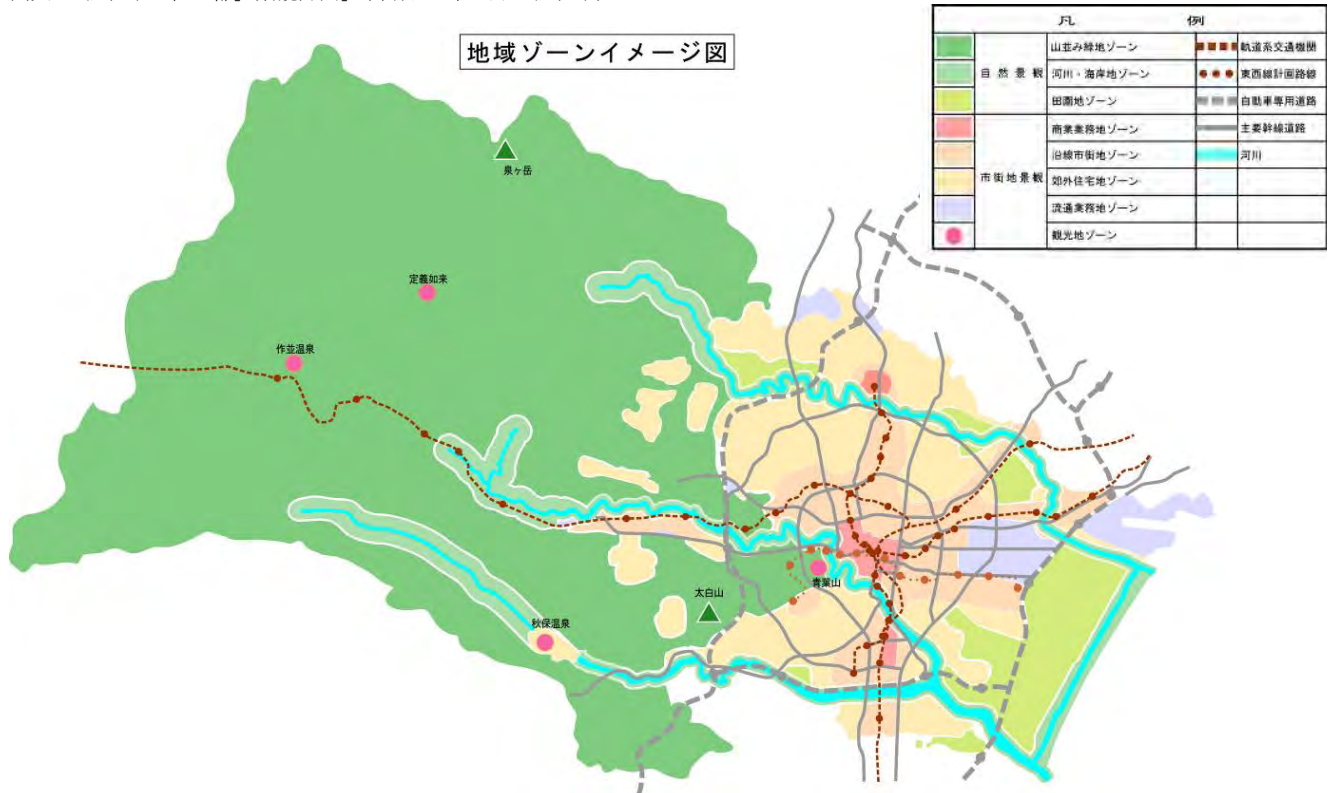 地域ゾーンイメージ図
凡例
自然景観
山並み緑地ゾーン
河川・海岸地ゾーン
田園地ゾーン
市街地景観
商業業務地ゾーン
沿線市街地ゾーン
郊外住宅地ゾーン
流通業務地ゾーン
観光地ゾーン
軌道系交通機関
東西線計画路線
自動車専用道路
主要幹線道路
河川
泉ヶ岳
定義如来
作並温泉
青葉山
太白山
秋保温泉